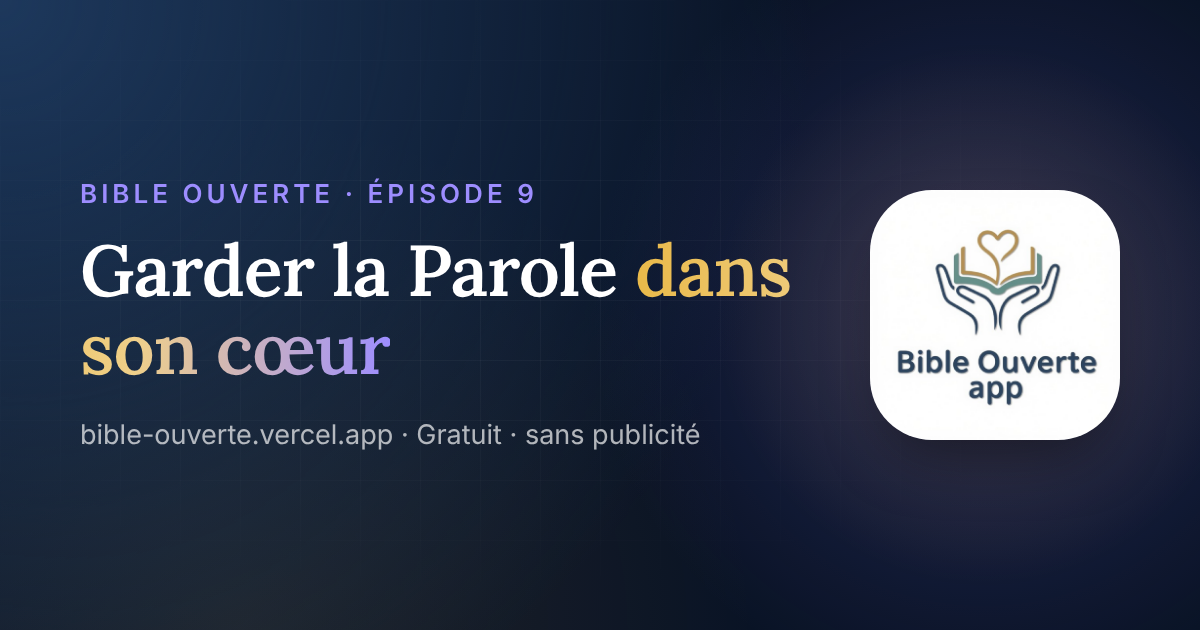 BIBLE OUVERTE · ÉPISODE 9
Garder la Parole dans
son cœur
bible-ouverte.vercel.app · Gratuit · sans publicité
Bible Ouverte
app